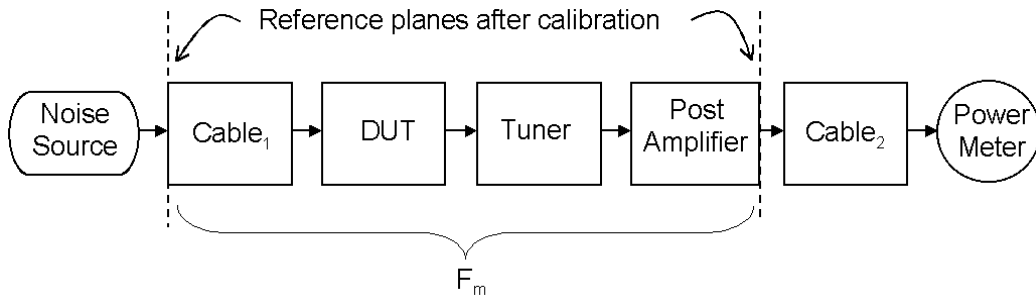 Reference planes after calibration
Noise
Source
Cable₁
DUT
Tuner
Post
Amplifier
Cable₂
Power
Meter
Fₘ